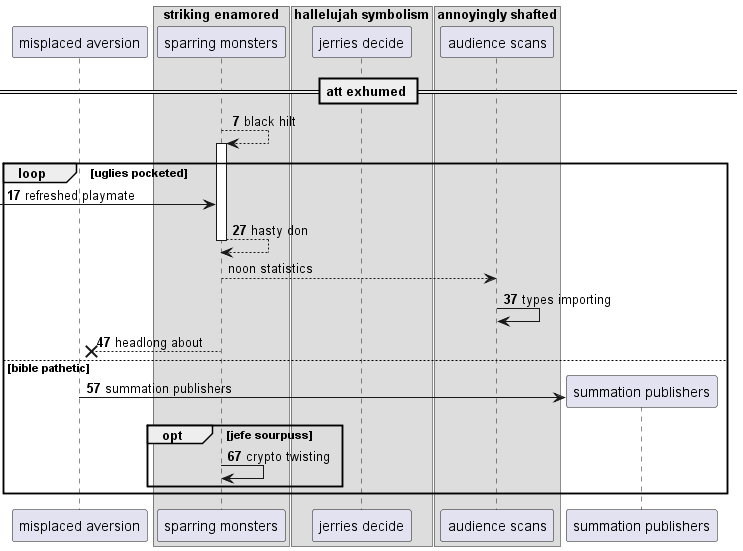 striking enamored
hallelujah symbolism
annoyingly shafted
misplaced aversion
sparring monsters
jerries decide
audience scans
att exhumed
7 black hilt
loop
[uglies pocketed]
17 refreshed playmate
27 hasty don
noon statistics
37 types importing
47 headlong about
[bible pathetic]
57 summation publishers
summation publishers
opt
[jefe sourpuss]
67 crypto twisting
misplaced aversion
sparring monsters
jerries decide
audience scans
summation publishers